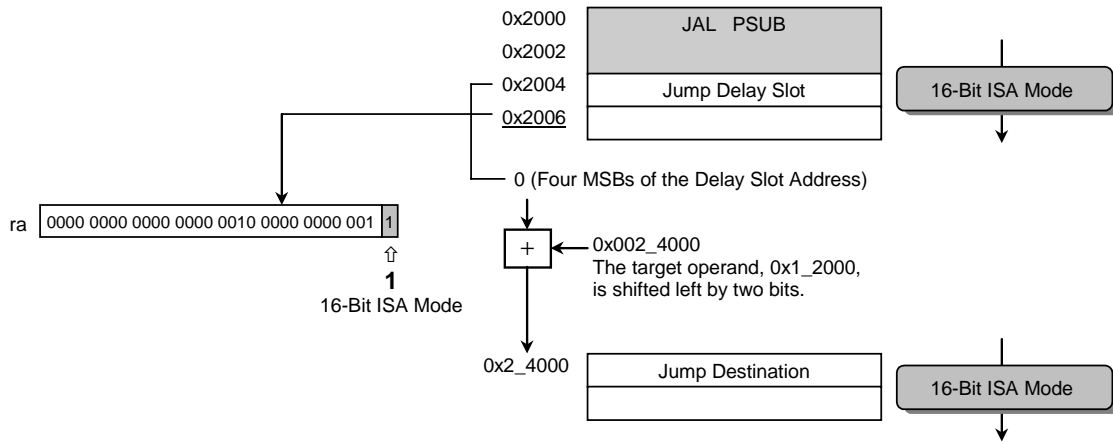 0x2000
JAL PSUB
0x2002
0x2004
Jump Delay Slot
16-Bit ISA Mode
0x2006
0 (Four MSBs of the Delay Slot Address)
ra
0000 0000 0000 0000 0010 0000 0000 001
1
+
0x002_4000
The target operand, 0x1_2000,
is shifted left by two bits.
1
16-Bit ISA Mode
0x2_4000
Jump Destination
16-Bit ISA Mode